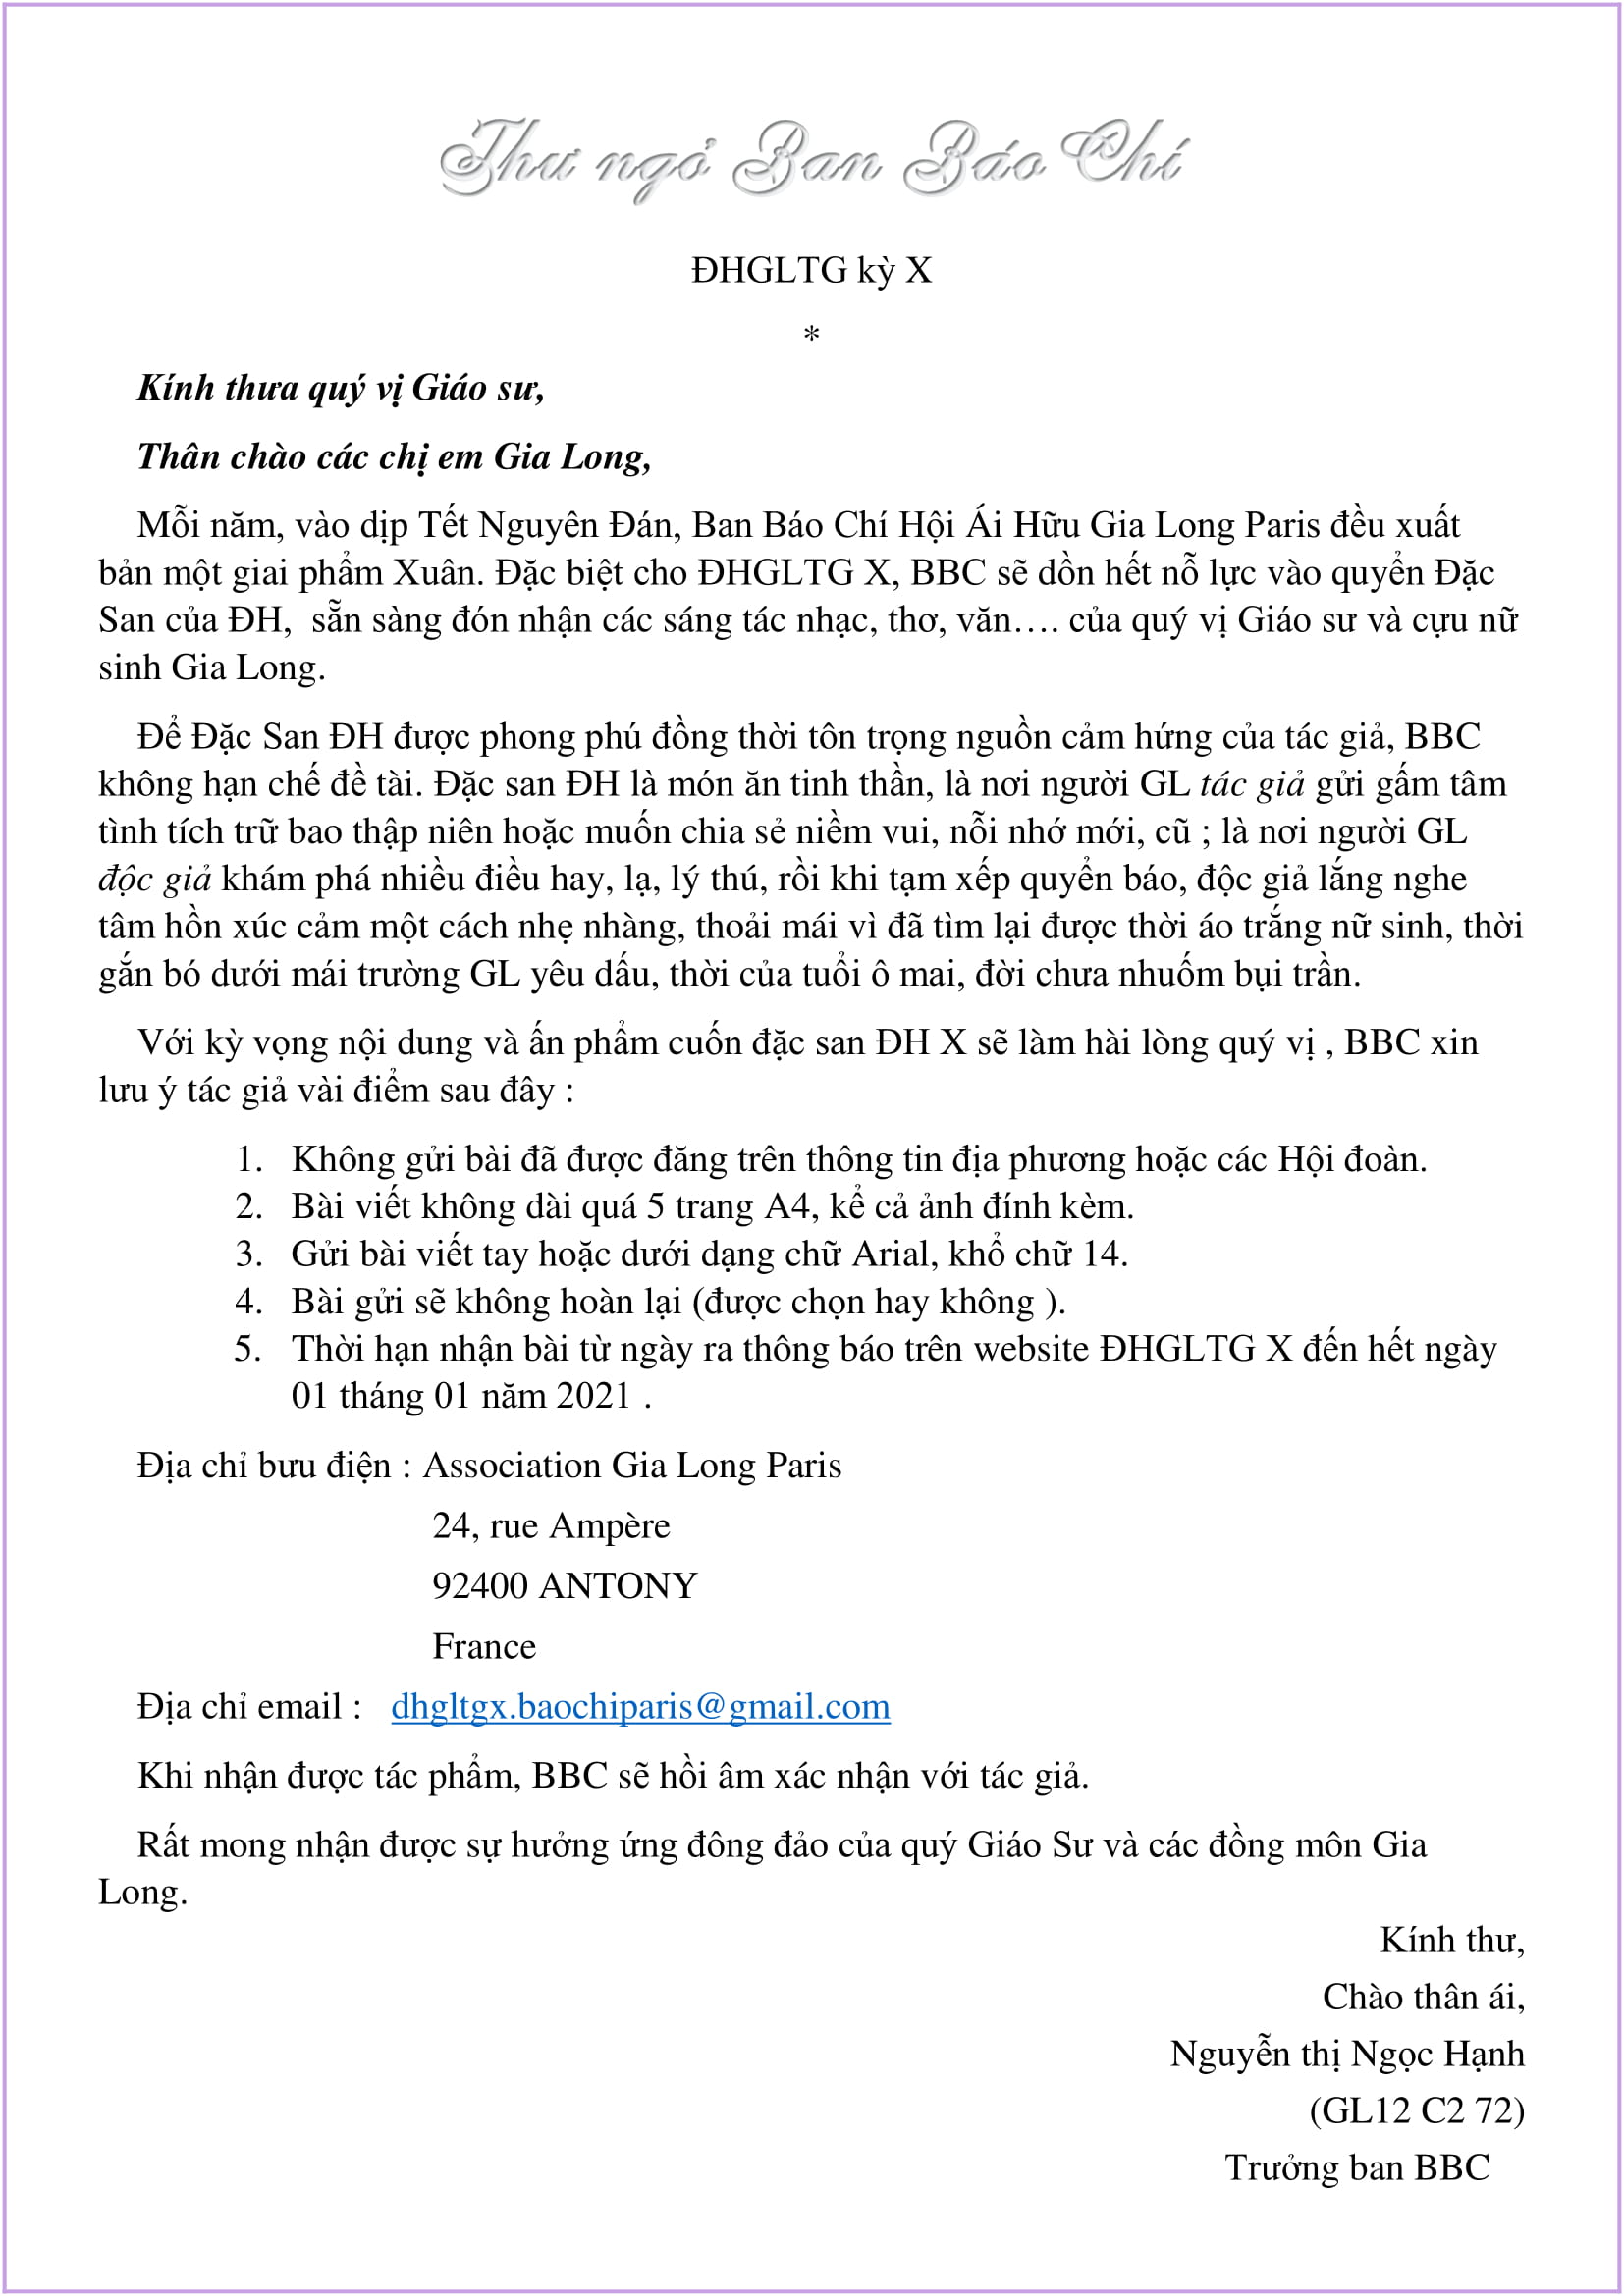 Thư ngỏ Ban Báo Chí
ĐHGLTG kỳ X
*
Kính thưa quý vị Giáo sư,
Thân chào các chị em Gia Long,
Mỗi năm, vào dịp Tết Nguyên Đán, Ban Báo Chí Hội Ái Hữu Gia Long Paris đều xuất
bản một giai phẩm Xuân. Đặc biệt cho ĐHGLTG X, BBC sẽ dồn hết nỗ lực vào quyển Đặc
San của ĐH,  sẵn sàng đón nhận các sáng tác nhạc, thơ, văn…. của quý vị Giáo sư và cựu nữ
sinh Gia Long.
Để Đặc San ĐH được phong phú đồng thời tôn trọng nguồn cảm hứng của tác giả, BBC
không hạn chế đề tài. Đặc san ĐH là món ăn tinh thần, là nơi người GL tác giả gửi gấm tâm
tình tích trữ bao thập niên hoặc muốn chia sẻ niềm vui, nỗi nhớ mới, cũ ; là nơi người GL
độc giả khám phá nhiều điều hay, lạ, lý thú, rồi khi tạm xếp quyển báo, độc giả lắng nghe
tâm hồn xúc cảm một cách nhẹ nhàng, thoải mái vì đã tìm lại được thời áo trắng nữ sinh, thời
gắn bó dưới mái trường GL yêu dấu, thời của tuổi ô mai, đời chưa nhuốm bụi trần.
Với kỳ vọng nội dung và ấn phẩm cuốn đặc san ĐH X sẽ làm hài lòng quý vị , BBC xin
lưu ý tác giả vài điểm sau đây :
1. Không gửi bài đã được đăng trên thông tin địa phương hoặc các Hội đoàn.
2. Bài viết không dài quá 5 trang A4, kể cả ảnh đính kèm.
3. Gửi bài viết tay hoặc dưới dạng chữ Arial, khổ chữ 14.
4. Bài gửi sẽ không hoàn lại (được chọn hay không ).
5. Thời hạn nhận bài từ ngày ra thông báo trên website ĐHGLTG X đến hết ngày
01 tháng 01 năm 2021 .
Địa chỉ bưu điện : Association Gia Long Paris
24, rue Ampère
92400 ANTONY
France
Địa chỉ email : dhgltgx.baochiparis@gmail.com
Khi nhận được tác phẩm, BBC sẽ hồi âm xác nhận với tác giả.
Rất mong nhận được sự hưởng ứng đông đảo của quý Giáo Sư và các đồng môn Gia
Long.
Kính thư,
Chào thân ái,
Nguyễn thị Ngọc Hạnh
(GL12 C2 72)
Trưởng ban BBC